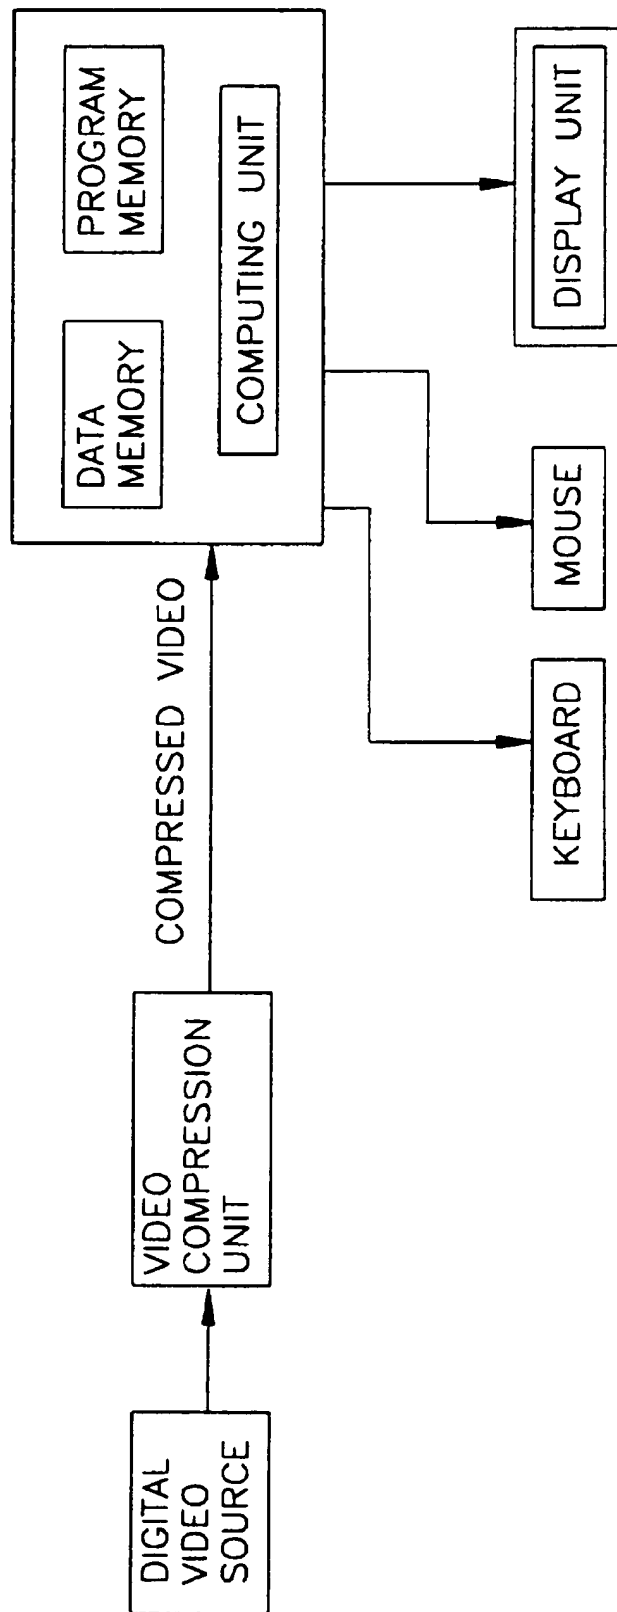 DIGITAL
VIDEO
SOURCE
VIDEO
COMPRESSION
UNIT
COMPRESSED VIDEO
DATA
MEMORY
PROGRAM
MEMORY
COMPUTING UNIT
KEYBOARD
MOUSE
DISPLAY UNIT